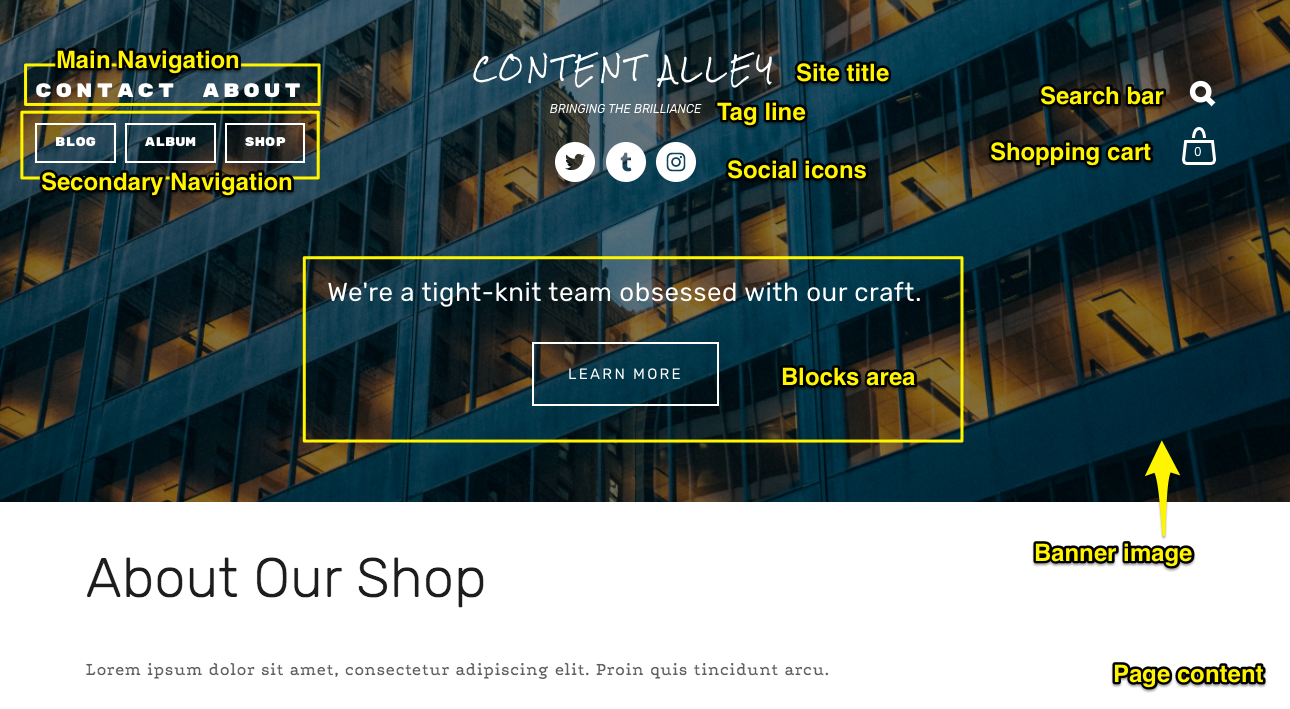 Main Navigation
CONTACT ABOUT
BLOG ALBUM SHOP
Secondary Navigation
CONTENT ALLEY
Site title
BRINGING THE BRILLIANCE
Tag line
Social icons
Search bar
Shopping cart
0
We're a tight-knit team obsessed with our craft.
LEARN MORE
Blocks area
Banner image
About Our Shop
Lorem ipsum dolor sit amet, consectetur adipiscing elit. Proin quis tincidunt arcu.
Page content